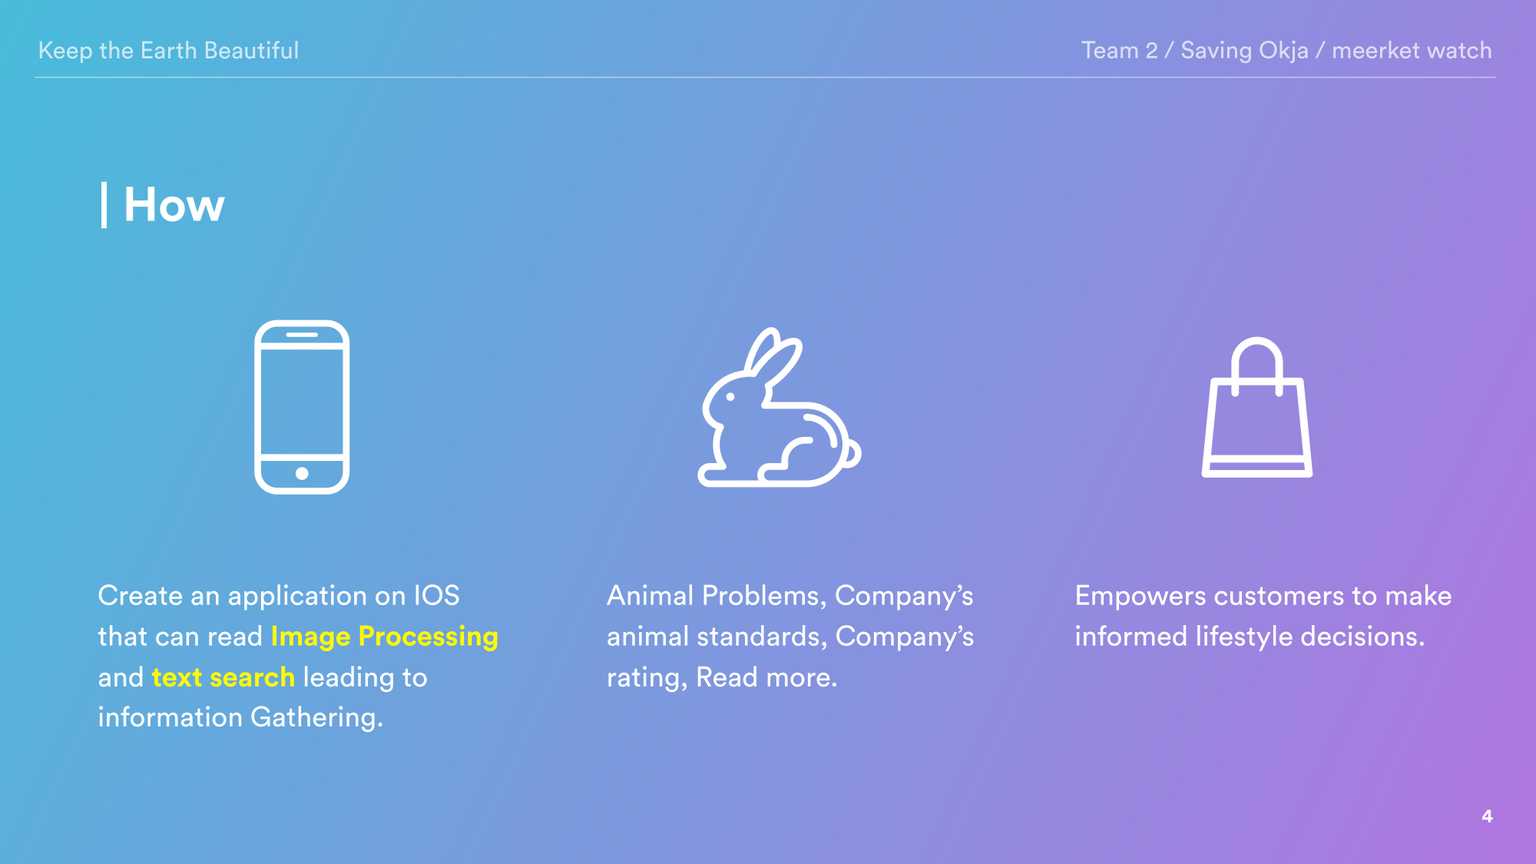 Keep the Earth Beautiful
Team 2 / Saving Okja / meerket watch
How
Create an application on IOS
that can read Image Processing
and text search leading to
information Gathering.
Animal Problems, Company’s
animal standards, Company’s
rating, Read more.
Empowers customers to make
informed lifestyle decisions.
4